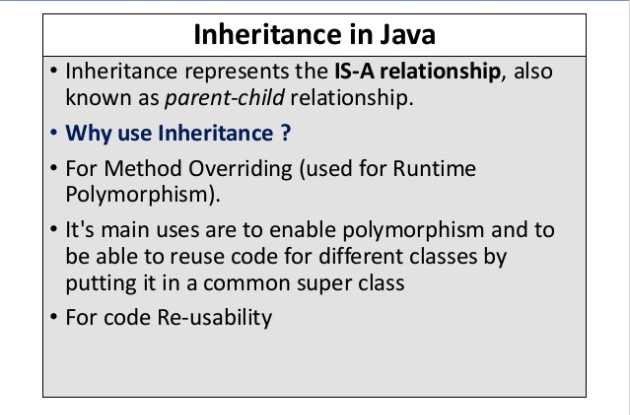 Inheritance in Java
• Inheritance represents the IS-A relationship, also
known as parent-child relationship.
• Why use Inheritance ?
• For Method Overriding (used for Runtime
Polymorphism).
• It's main uses are to enable polymorphism and to
be able to reuse code for different classes by
putting it in a common super class
• For code Re-usability